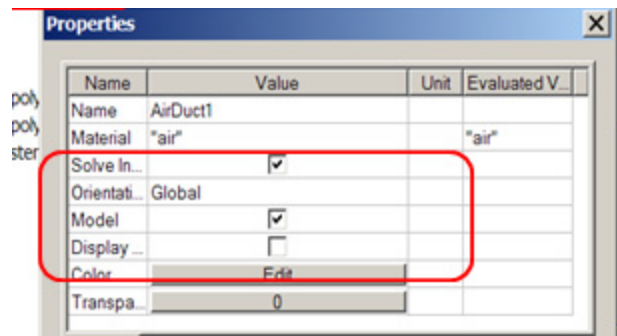 Properties
Name Value Unit Evaluated V...
Name AirDuct1
Material "air" "air"
Solve In...
Orientati... Global
Model
Display ...
Color Edit
Transpa... 0
poly
poly
ster